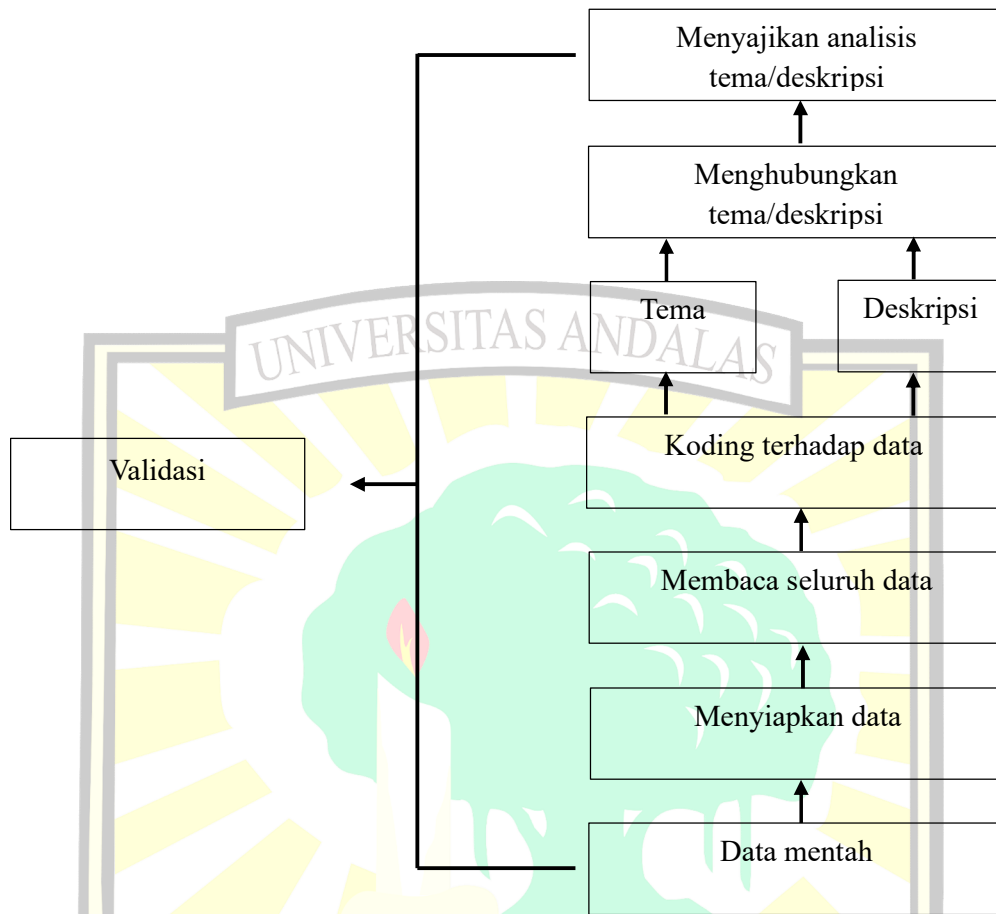 Menyajikan analisis
tema/deskripsi
Menghubungkan
tema/deskripsi
Tema
Deskripsi
UNIVERSITAS ANDALAS
Koding terhadap data
Validasi
Membaca seluruh data
Menyiapkan data
Data mentah